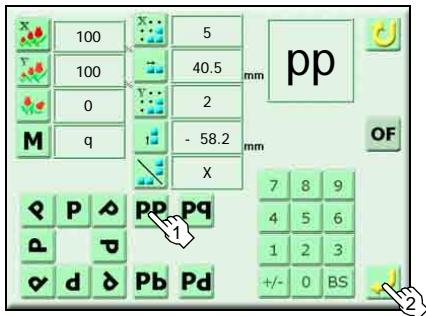 X 100 % X 5
Y 100 % 40.5 mm
pp
0 Y 2
M q - 58.2 mm
OF
X
7 8 9
P P P pp pq
4 5 6
1
P P
1 2 3
P d P Pb Pd
+/- 0 BS
2